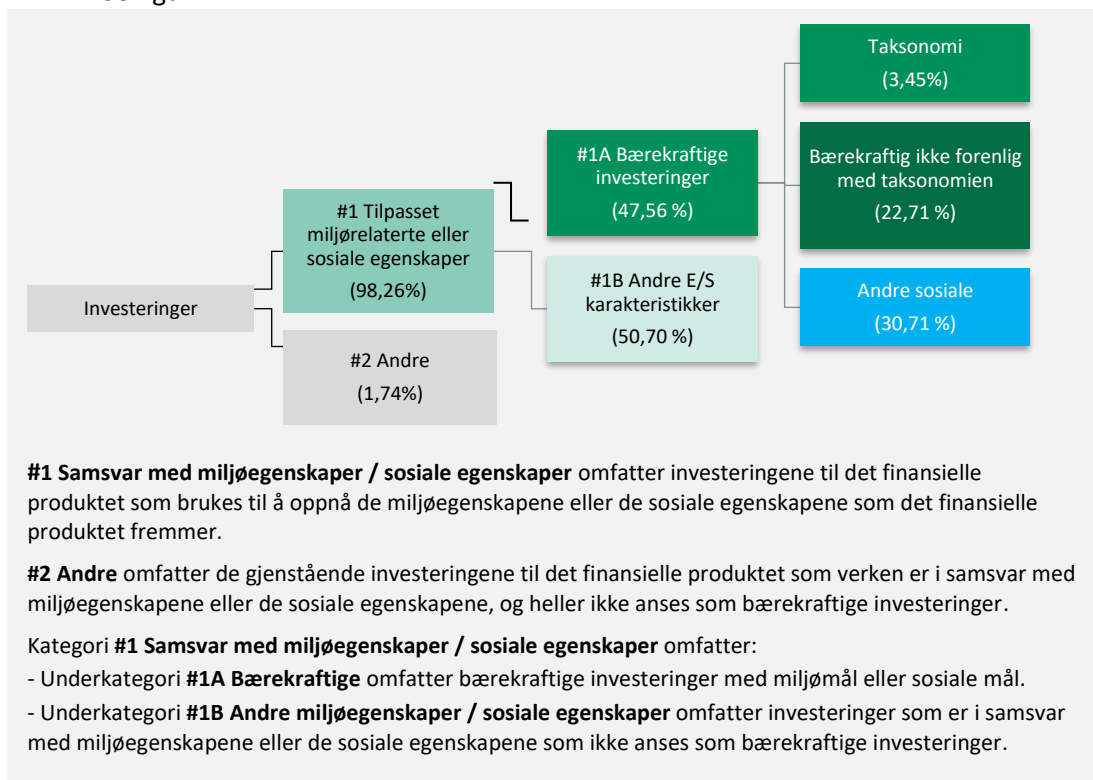 Taksonomi
(3,45%)
#1A Bærekraftige
investeringer
(47,56 %)
Bærekraftig ikke forenlig
med taksonomien
(22,71 %)
#1 Tilpasset
miljørelaterte eller
sosiale egenskaper
(98,26%)
#1B Andre E/S
karakteristikker
(50,70 %)
Andre sosiale
(30,71 %)
Investeringer
#2 Andre
(1,74%)
#1 Samsvar med miljøegenskaper / sosiale egenskaper omfatter investeringene til det finansielle
produktet som brukes til å oppnå de miljøegenskapene eller de sosiale egenskapene som det finansielle
produktet fremmer.
#2 Andre omfatter de gjenstående investeringene til det finansielle produktet som verken er i samsvar med
miljøegenskapene eller de sosiale egenskapene, og heller ikke anses som bærekraftige investeringer.
Kategori #1 Samsvar med miljøegenskaper / sosiale egenskaper omfatter:
- Underkategori #1A Bærekraftige omfatter bærekraftige investeringer med miljømål eller sosiale mål.
- Underkategori #1B Andre miljøegenskaper / sosiale egenskaper omfatter investeringer som er i samsvar
med miljøegenskapene eller de sosiale egenskapene som ikke anses som bærekraftige investeringer.